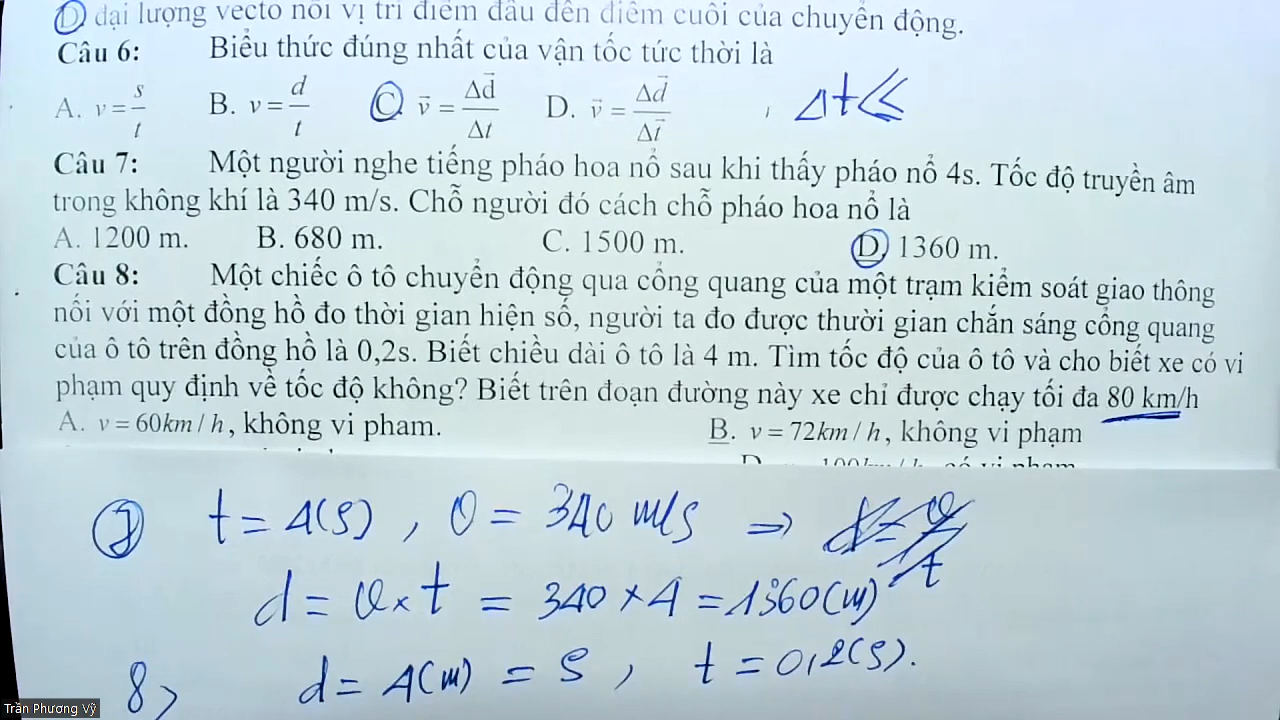 D. đại lượng vectơ nối vị trí điểm đầu đến điểm cuối của chuyển động.
Câu 6: Biểu thức đúng nhất của vận tốc tức thời là
A. v = s/t B. v = d/t C. v⃗ = Δd⃗/Δt D. v⃗ = Δd⃗/Δt⃗ , Δt ≪
Câu 7: Một người nghe tiếng pháo hoa nổ sau khi thấy pháo nổ 4s. Tốc độ truyền âm
trong không khí là 340 m/s. Chỗ người đó cách chỗ pháo hoa nổ là
A. 1200 m. B. 680 m. C. 1500 m. D. 1360 m.
Câu 8: Một chiếc ô tô chuyển động qua cổng quang của một trạm kiểm soát giao thông
nối với một đồng hồ đo thời gian hiện số, người ta đo được thười gian chắn sáng cổng quang
của ô tô trên đồng hồ là 0,2s. Biết chiều dài ô tô là 4 m. Tìm tốc độ của ô tô và cho biết xe có vi
phạm quy định về tốc độ không? Biết trên đoạn đường này xe chỉ được chạy tối đa 80 km/h
A. v = 60km / h, không vi pham. B. v = 72km / h, không vi phạm
7 t = 4(s) , v = 340 m/s ⇒
d = v × t = 340 × 4 = 1360(m)
8> d = 4(m) = s , t = 0,2(s).
Trần Phương Vỹ